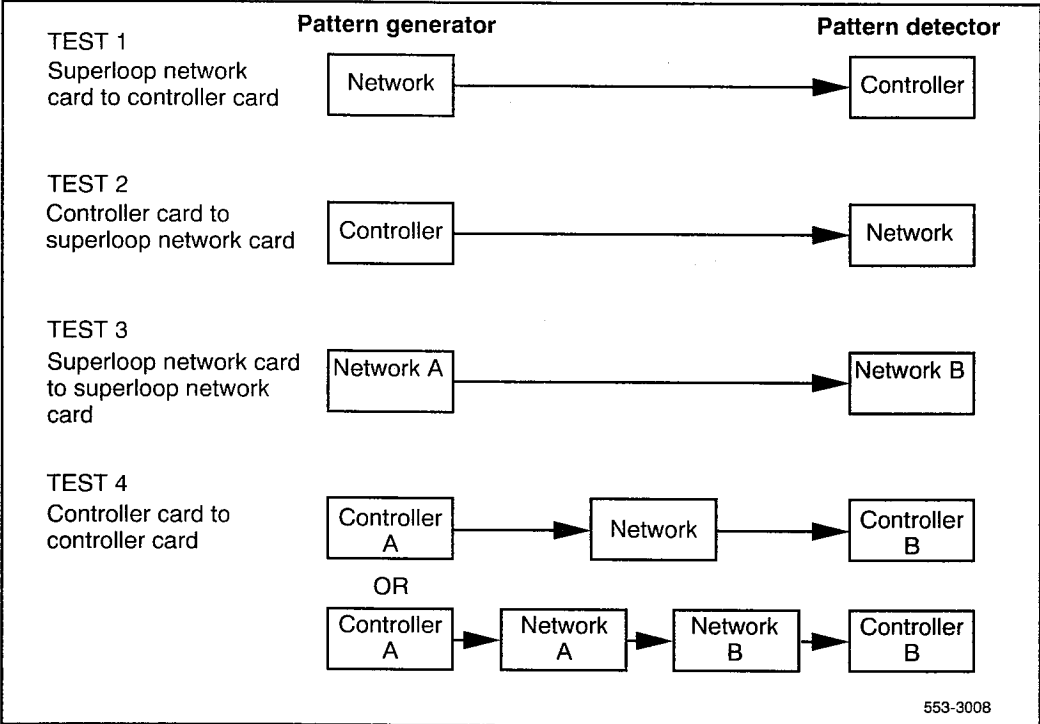 Pattern generator
Pattern detector
TEST 1
Superloop network
card to controller card
Network
Controller
TEST 2
Controller card to
superloop network card
Controller
Network
TEST 3
Superloop network card
to superloop network
card
Network A
Network B
TEST 4
Controller card to
controller card
Controller
A
Network
Controller
B
OR
Controller
A
Network
A
Network
B
Controller
B
553-3008